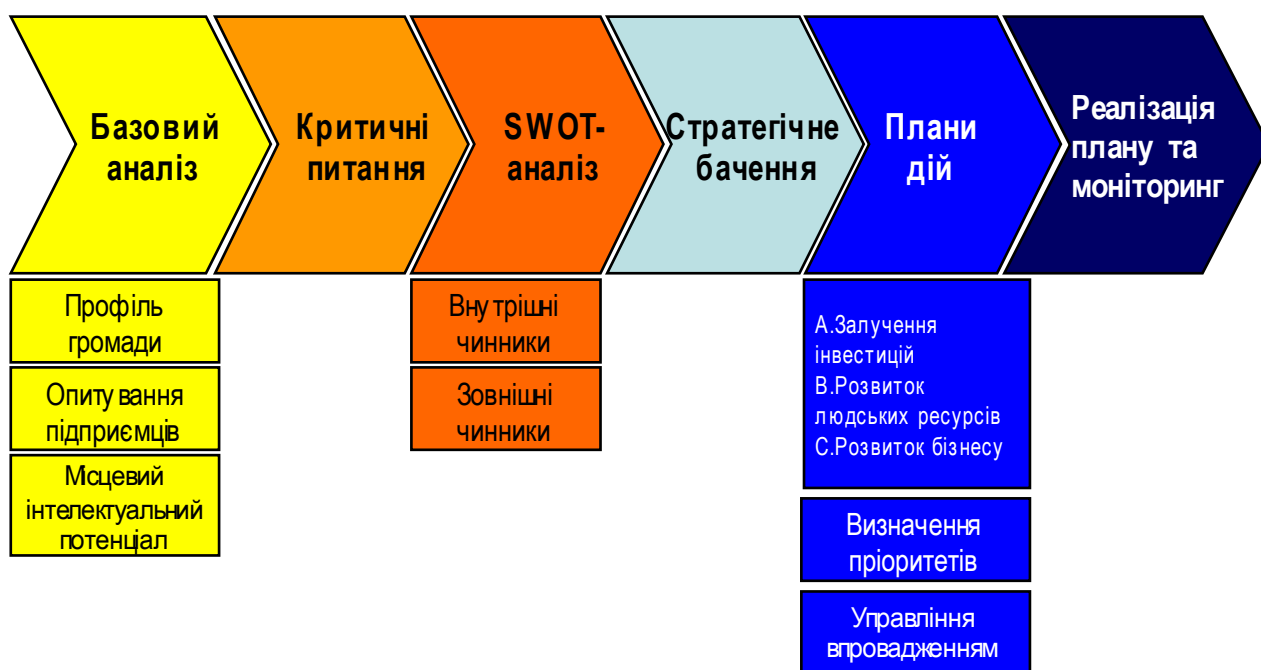 Базовий
аналіз
Критичні
питання
SWOT-
аналіз
Стратегічне
бачення
Плани
дій
Реалізація
плану та
моніторинг
Профіль
громади
Опитування
підприємців
Місцевий
інтелектуальний
потенціал
Внутрішні
чинники
Зовнішні
чинники
А.Залучення
інвестицій
В.Розвиток
людських ресурсів
С.Розвиток бізнесу
Визначення
пріоритетів
Управління
впровадженням